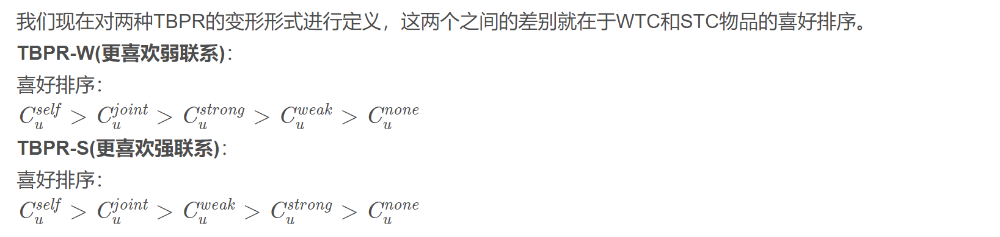 我们现在对两种TBPR的变形形式进行定义，这两个之间的差别就在于WTC和STC物品的喜好排序。
TBPR-W(更喜欢弱联系)：
喜好排序：
C_u^{self} > C_u^{joint} > C_u^{strong} > C_u^{weak} > C_u^{none}
TBPR-S(更喜欢强联系)：
喜好排序：
C_u^{self} > C_u^{joint} > C_u^{weak} > C_u^{strong} > C_u^{none}